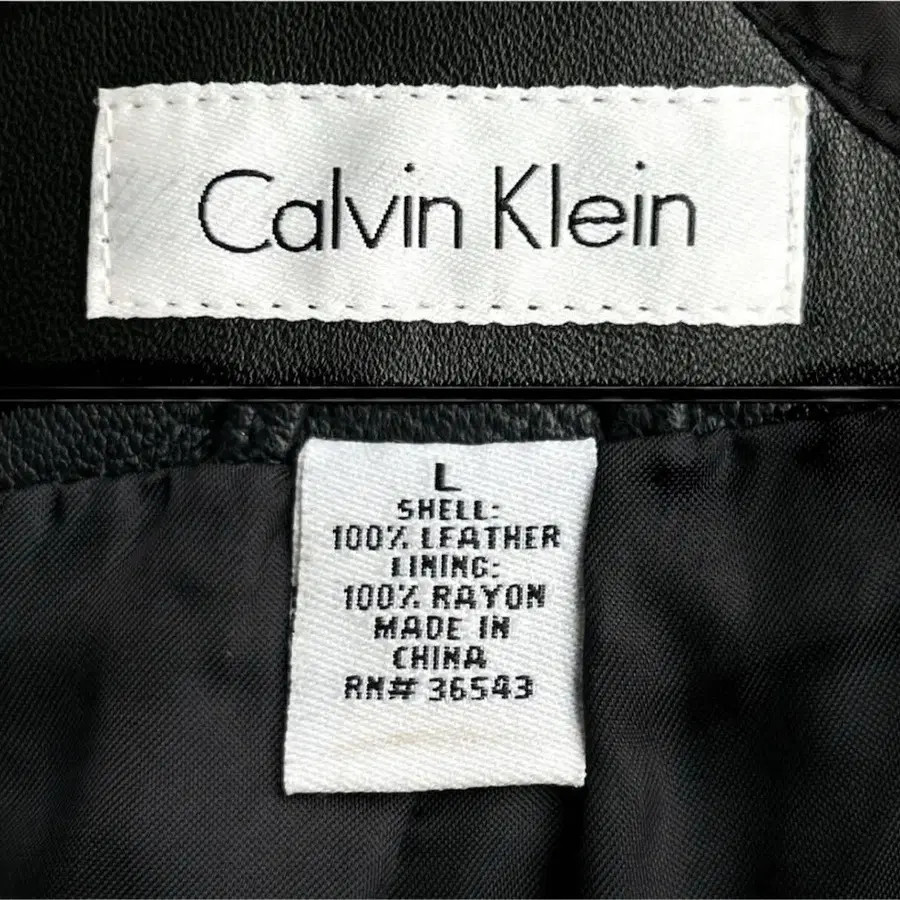 Calvin Klein
L
SHELL:
100% LEATHER
LINING:
100% RAYON
MADE IN
CHINA
RN# 36543